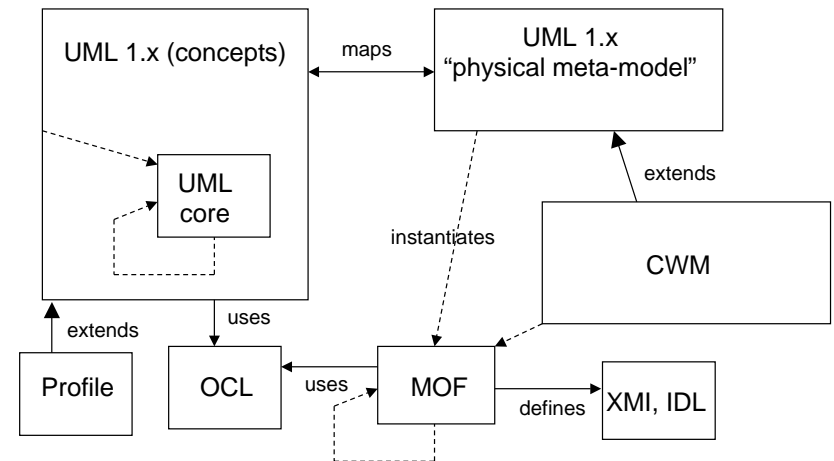 UML 1.x (concepts)
maps
UML 1.x
“physical meta-model”
UML
core
extends
instantiates
CWM
extends
uses
Profile
OCL
uses
MOF
defines
XMI, IDL